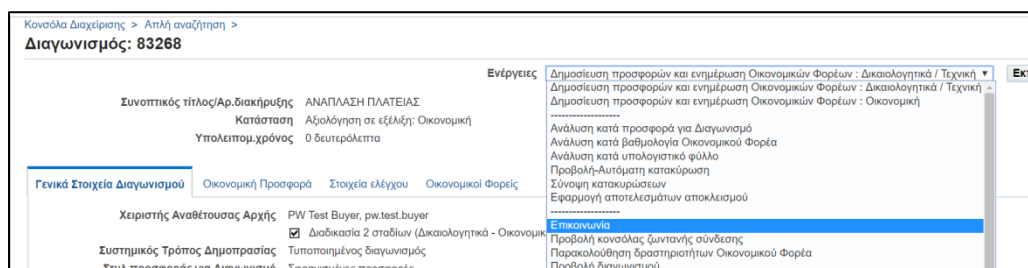 Κονσόλα Διαχείρισης > Απλή αναζήτηση >
Διαγωνισμός: 83268
Ενέργειες Δημοσίευση προσφορών και ενημέρωση Οικονομικών Φορέων : Δικαιολογητικά / Τεχνική
Δημοσίευση προσφορών και ενημέρωση Οικονομικών Φορέων : Δικαιολογητικά / Τεχνική
Δημοσίευση προσφορών και ενημέρωση Οικονομικών Φορέων : Οικονομική
-------------------
Ανάλυση κατά προσφορά για Διαγωνισμό
Ανάλυση κατά βαθμολογία Οικονομικού Φορέα
Ανάλυση κατά υπολογιστικό φύλλο
Προβολή-Αυτόματη κατακύρωση
Σύνοψη κατακυρώσεων
Εφαρμογή αποτελεσμάτων αποκλεισμού
-------------------
Επικοινωνία
Προβολή κονσόλας ζωντανής σύνδεσης
Παρακολούθηση δραστηριοτήτων Οικονομικού Φορέα
Προβολή διαγωνισμού
Συνοπτικός τίτλος/Αρ.διακήρυξης ΑΝΑΠΛΑΣΗ ΠΛΑΤΕΙΑΣ
Κατάσταση Αξιολόγηση σε εξέλιξη: Οικονομική
Υπολειπομ.χρόνος 0 δευτερόλεπτα
Γενικά Στοιχεία Διαγωνισμού Οικονομική Προσφορά Στοιχεία ελέγχου Οικονομικοί Φορείς
Χειριστής Αναθέτουσας Αρχής PW Test Buyer, pw.test.buyer
Διαδικασία 2 σταδίων (Δικαιολογητικά - Οικονομικ
Συστημικός Τρόπος Δημοπρασίας Τυποποιημένος διαγωνισμός